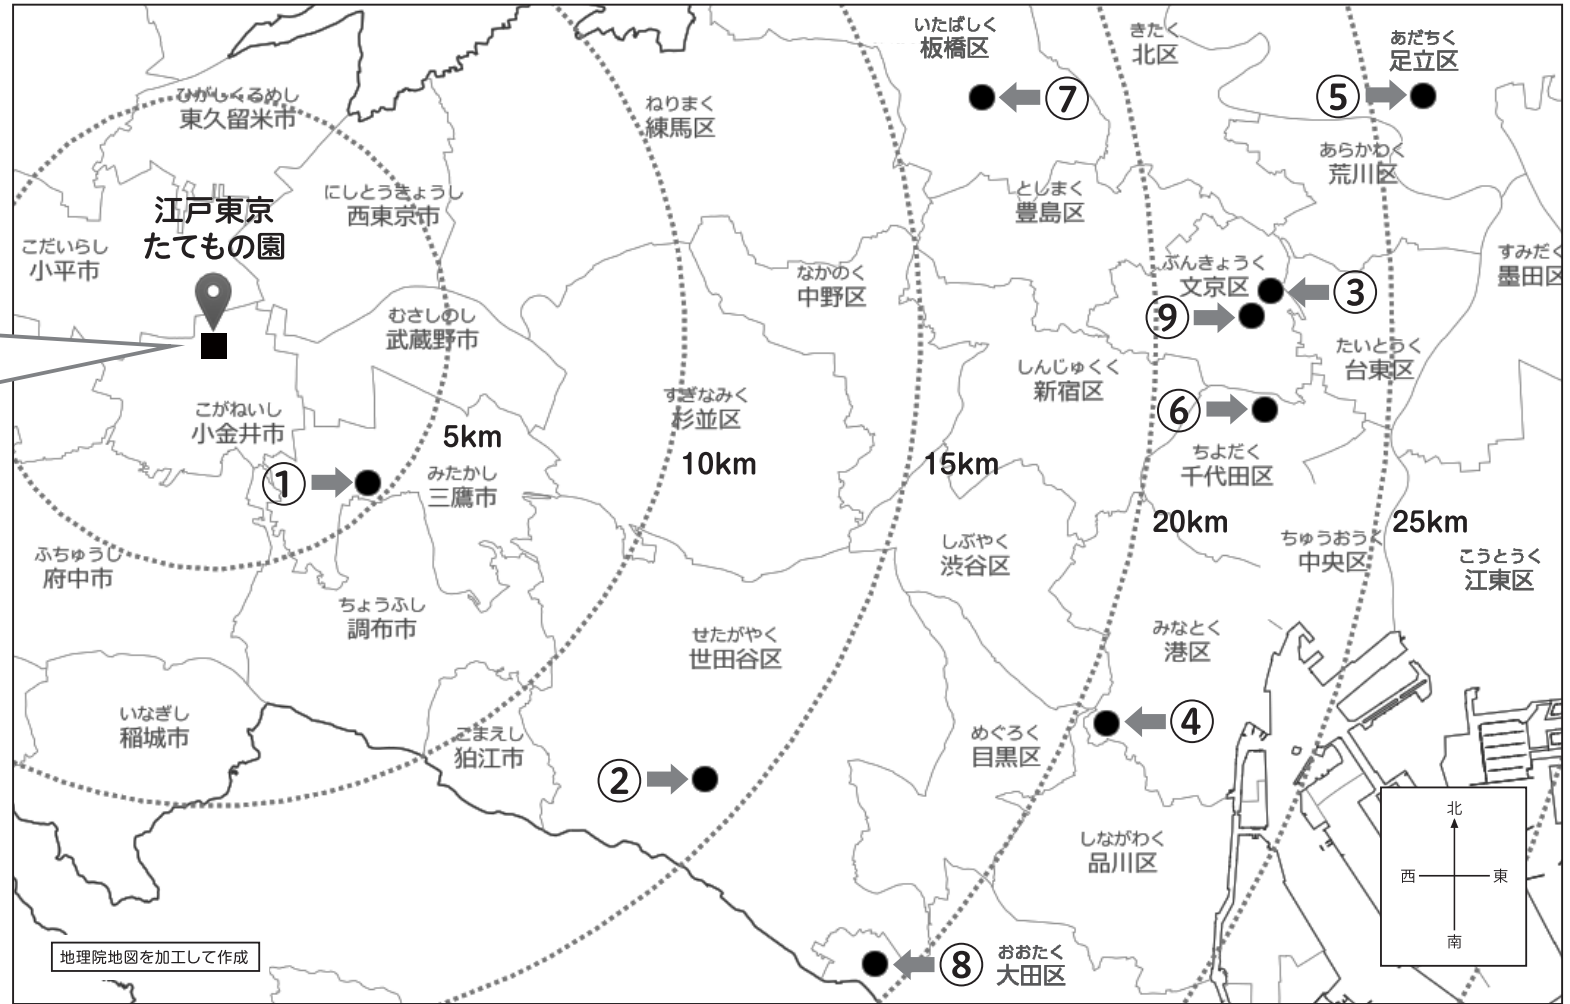 いたばしく
板橋区
きたく
北区
あだちく
足立区
⑦
⑤
ひがしくるめし
東久留米市
ねりまく
練馬区
あらかわく
荒川区
にしとうきょうし
西東京市
としまく
豊島区
江戸東京
たてもの園
こだいらし
小平市
なかのく
中野区
ぶんきょうく
文京区
③
⑨
すみだく
墨田区
むさしのし
武蔵野市
しんじゅくく
新宿区
たいとうく
台東区
すぎなみく
杉並区
⑥
こがねいし
小金井市
5km
10km
15km
ちよだく
千代田区
①
みたかし
三鷹市
20km
25km
ふちゅうし
府中市
しぶやく
渋谷区
ちゅうおうく
中央区
こうとうく
江東区
ちょうふし
調布市
せたがやく
世田谷区
みなとく
港区
いなぎし
稲城市
こまえし
狛江市
めぐろく
目黒区
④
②
しながわく
品川区
北
西
東
南
地理院地図を加工して作成
⑧
おおたく
大田区